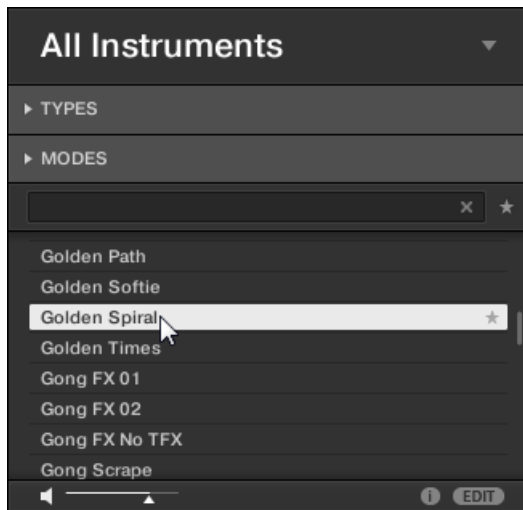 All Instruments
TYPES
MODES
Golden Path
Golden Softie
Golden Spiral
Golden Times
Gong FX 01
Gong FX 02
Gong FX No TFX
Gong Scrape
i EDIT